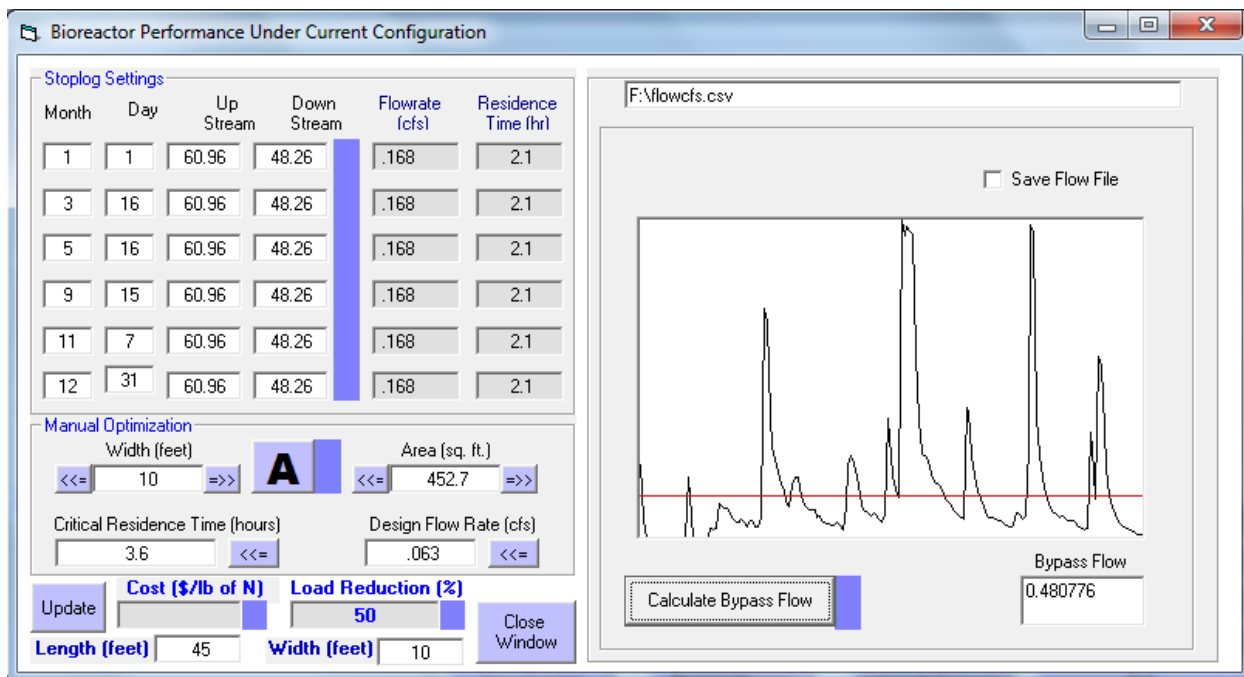 Bioreactor Performance Under Current Configuration
Stoplog Settings
Month Day Up Stream Down Stream Flowrate (cfs) Residence Time (hr)
1 1 60.96 48.26 .168 2.1
3 16 60.96 48.26 .168 2.1
5 16 60.96 48.26 .168 2.1
9 15 60.96 48.26 .168 2.1
11 7 60.96 48.26 .168 2.1
12 31 60.96 48.26 .168 2.1
Manual Optimization
Width (feet) Area (sq. ft.)
<<= 10 =>> A <<= 452.7 =>>
Critical Residence Time (hours) Design Flow Rate (cfs)
3.6 <<= .063 <<=
Update Cost ($/lb of N) Load Reduction (%)
50
Close Window
Length (feet) 45 Width (feet) 10
F:\flowcfs.csv
Save Flow File
Calculate Bypass Flow
Bypass Flow
0.480776